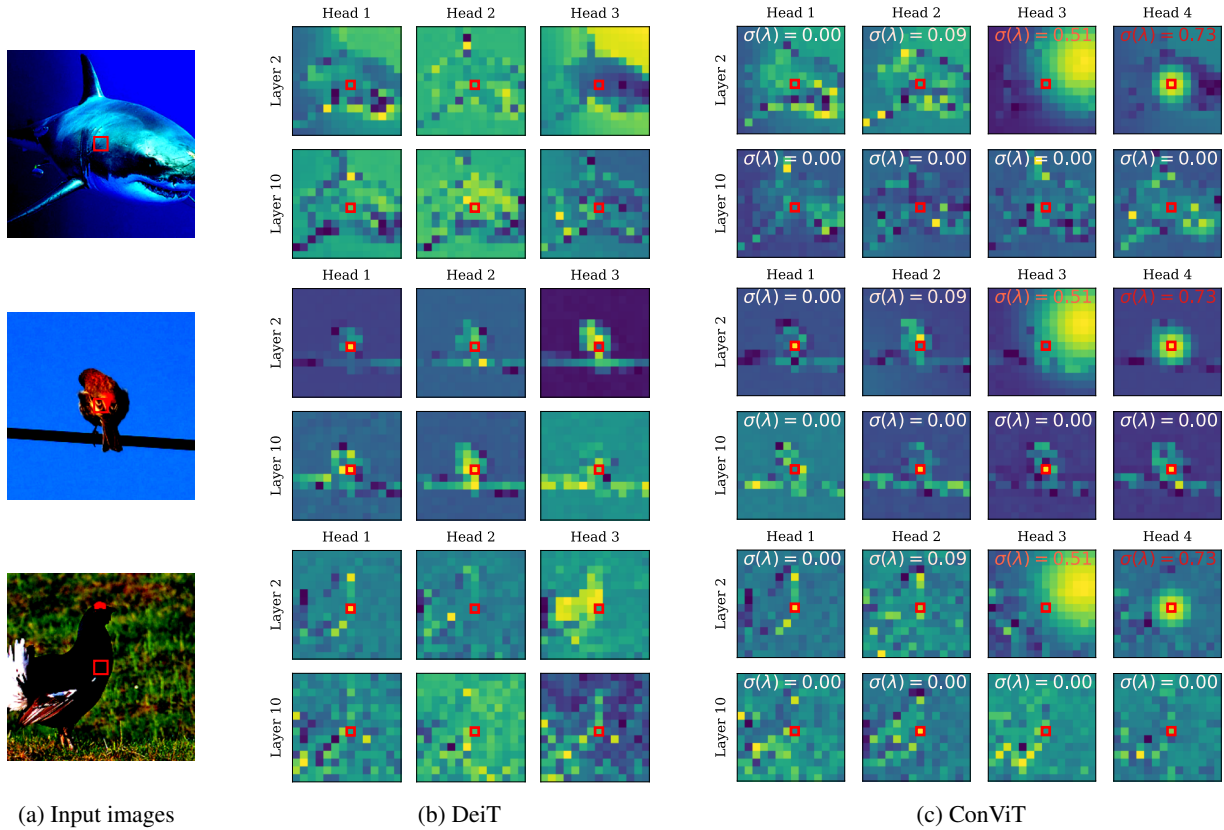 Head 1 Head 2 Head 3 Head 1 Head 2 Head 3 Head 4
Layer 2 Layer 2 σ(λ) = 0.00 σ(λ) = 0.09 σ(λ) = 0.51 σ(λ) = 0.73
Layer 10 Layer 10 σ(λ) = 0.00 σ(λ) = 0.00 σ(λ) = 0.00 σ(λ) = 0.00
Head 1 Head 2 Head 3 Head 1 Head 2 Head 3 Head 4
Layer 2 Layer 2 σ(λ) = 0.00 σ(λ) = 0.09 σ(λ) = 0.51 σ(λ) = 0.73
Layer 10 Layer 10 σ(λ) = 0.00 σ(λ) = 0.00 σ(λ) = 0.00 σ(λ) = 0.00
Head 1 Head 2 Head 3 Head 1 Head 2 Head 3 Head 4
Layer 2 Layer 2 σ(λ) = 0.00 σ(λ) = 0.09 σ(λ) = 0.51 σ(λ) = 0.73
Layer 10 Layer 10 σ(λ) = 0.00 σ(λ) = 0.00 σ(λ) = 0.00 σ(λ) = 0.00
(a) Input images (b) DeiT (c) ConViT